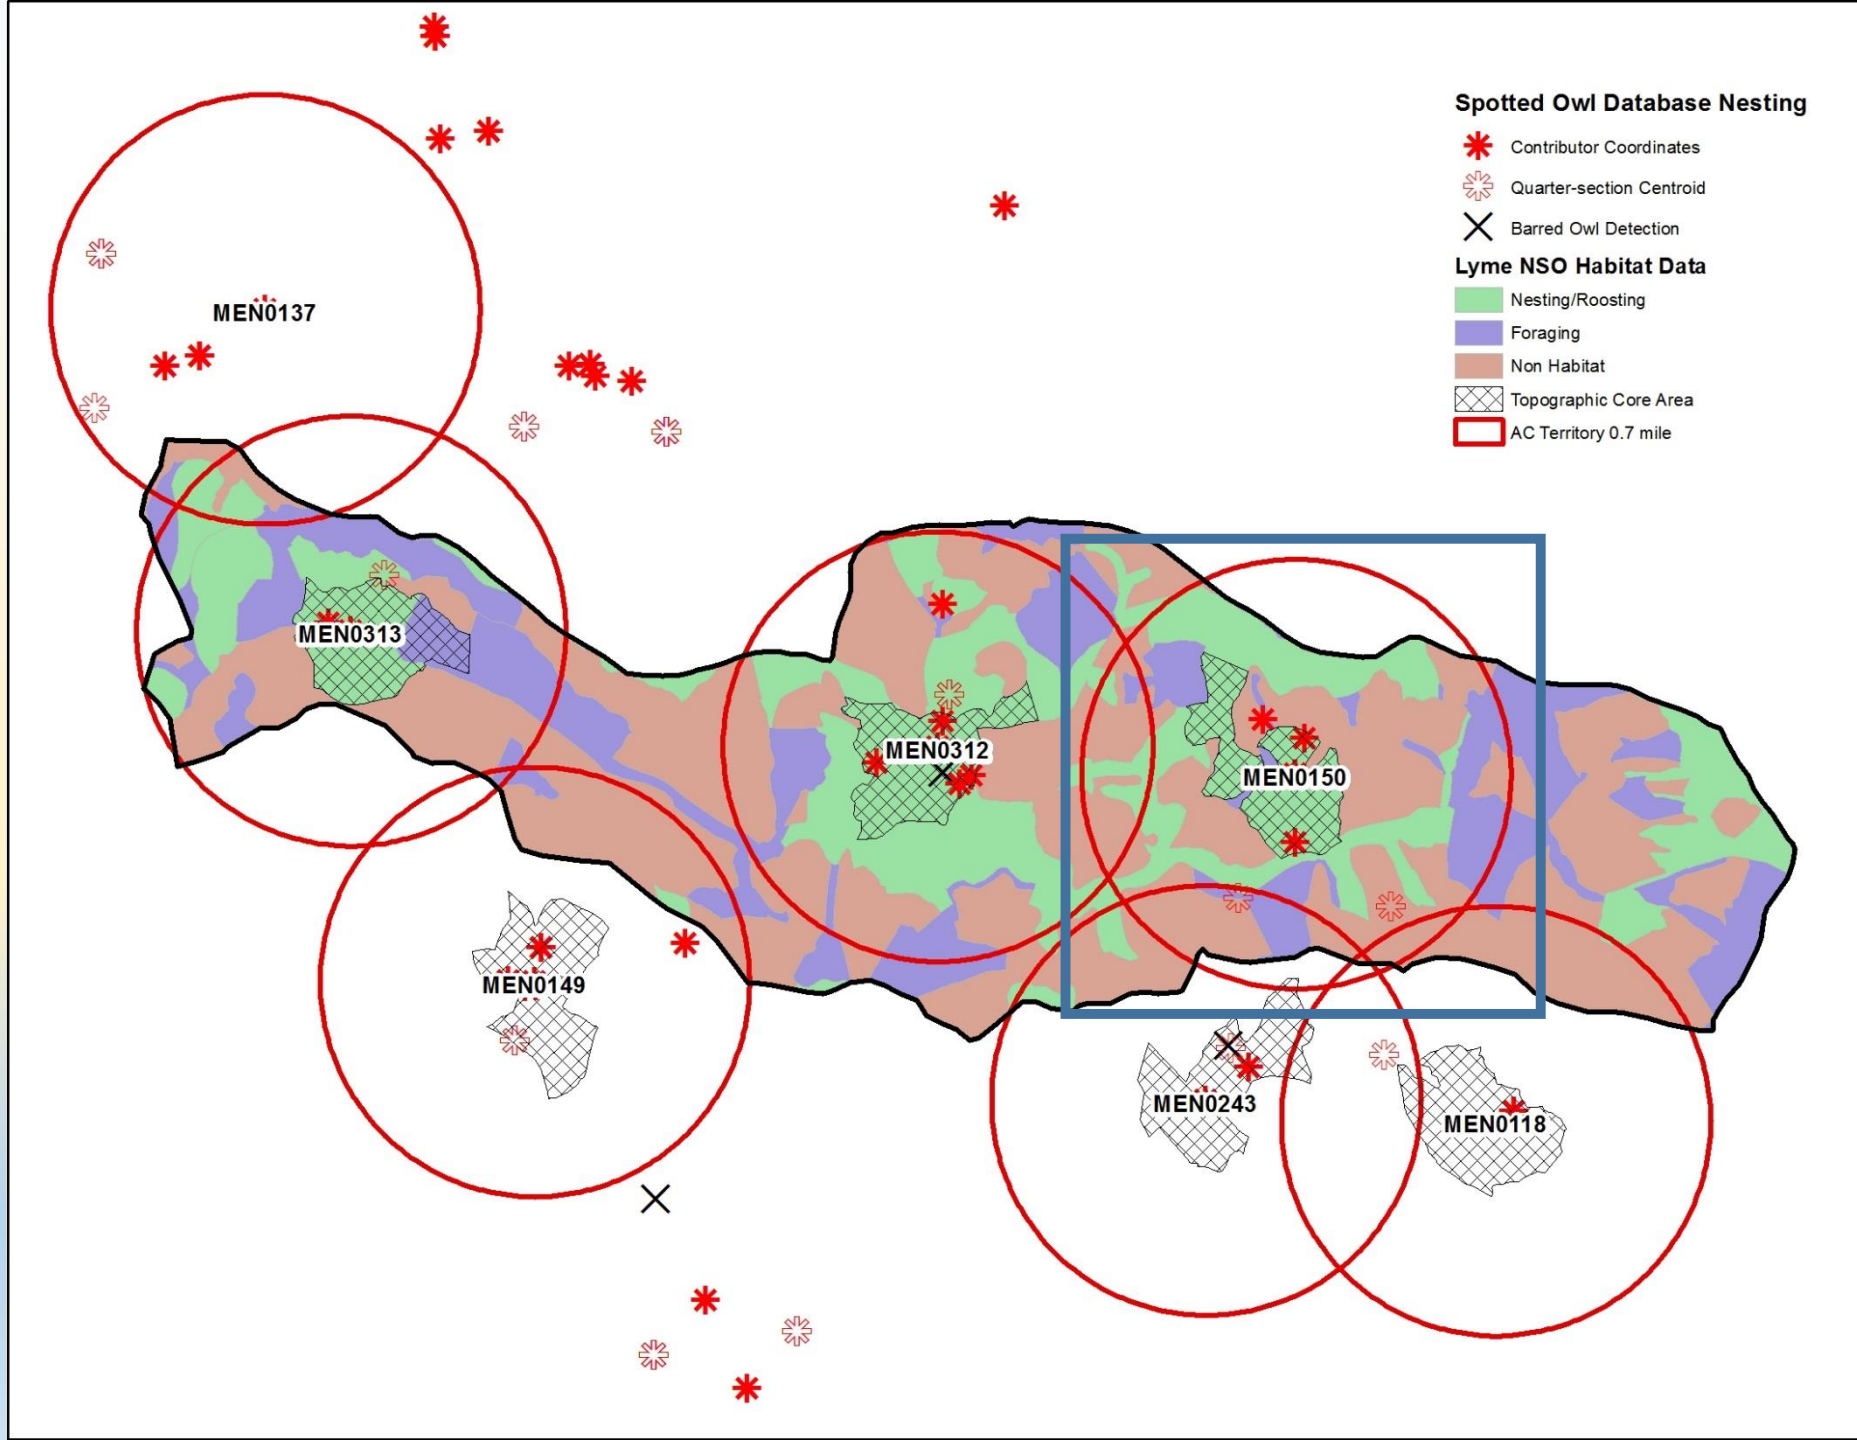 Spotted Owl Database Nesting
Contributor Coordinates
Quarter-section Centroid
Barred Owl Detection
Lyme NSO Habitat Data
Nesting/Roosting
Foraging
Non Habitat
Topographic Core Area
AC Territory 0.7 mile
MEN0137
MEN0313
MEN0312
MEN0150
MEN0149
MEN0243
MEN0118